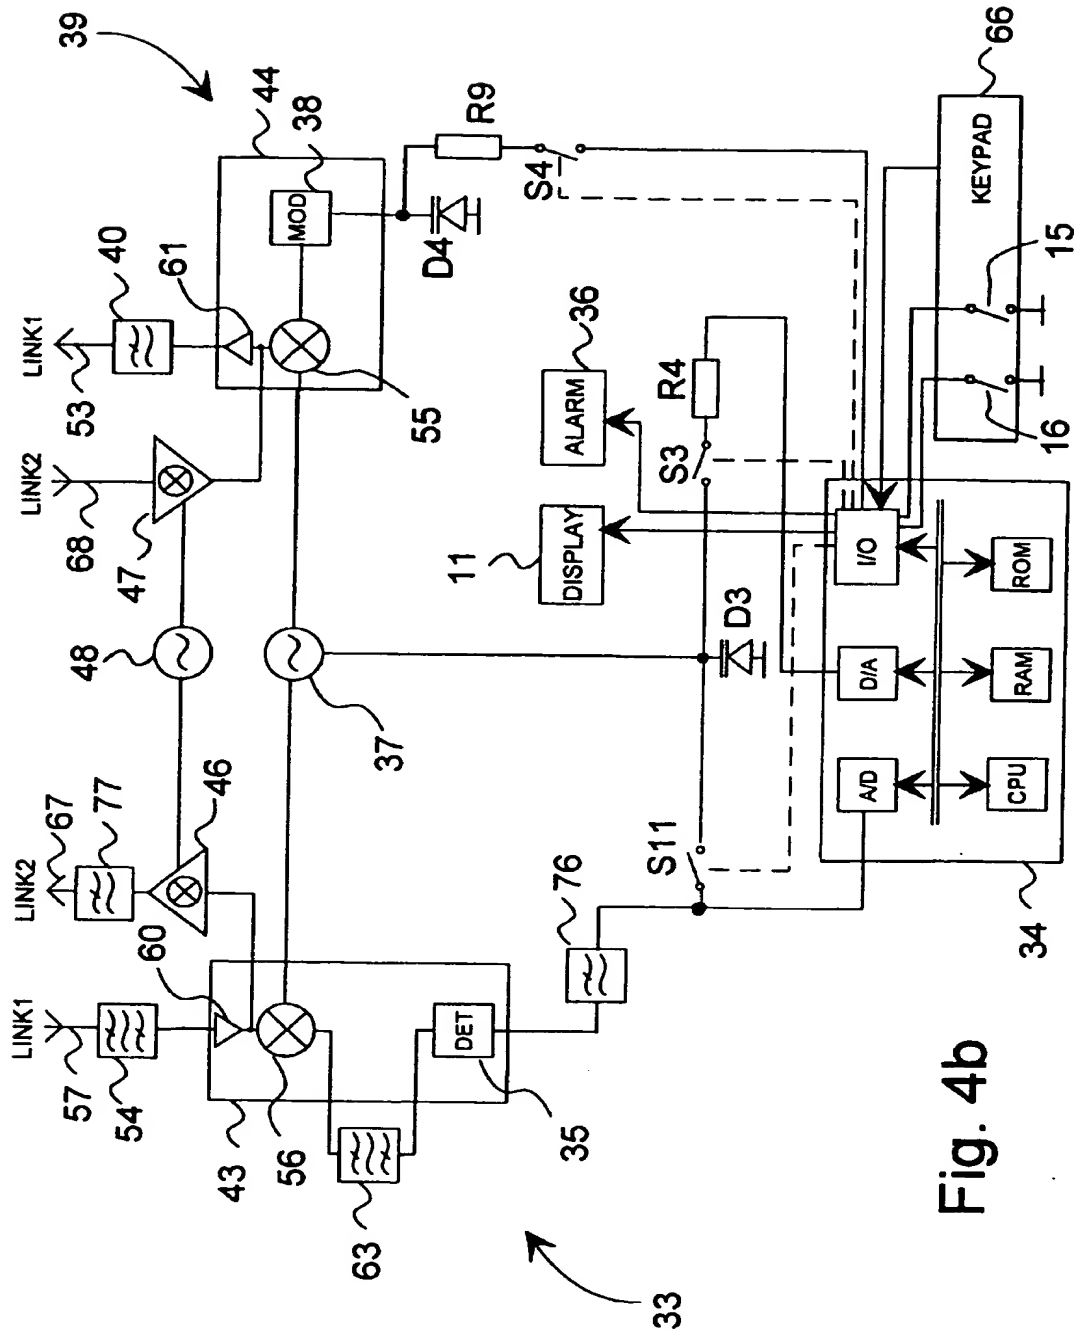 33
39
LINK1
57
54
43
60
56
63
DET
35
LINK2
67
77
46
48
37
LINK2
68
47
LINK1
53
40
61
44
38
MOD
55
D4
R9
S4
76
S11
D3
11
DISPLAY
36
ALARM
S3
R4
34
A/D
D/A
I/O
CPU
RAM
ROM
66
KEYPAD
16
15
Fig. 4b